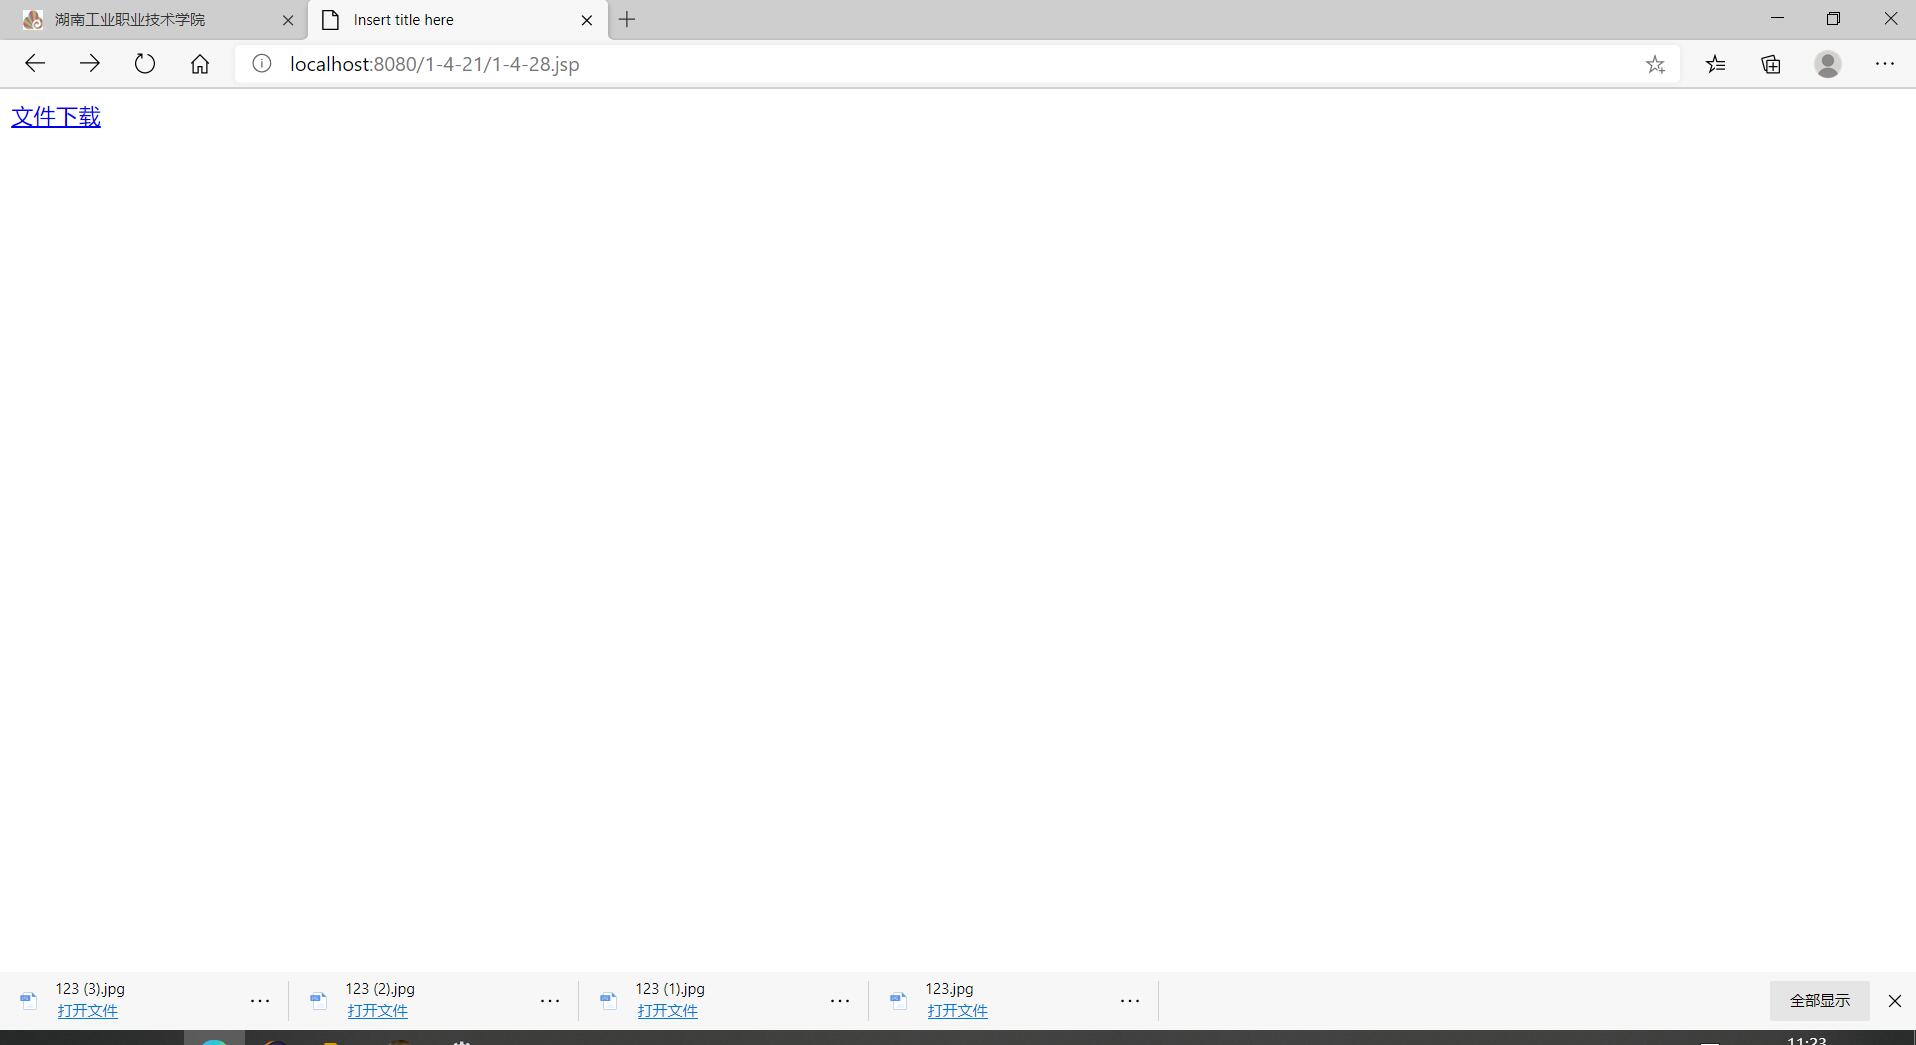 湖南工业职业技术学院
Insert title here
localhost:8080/1-4-21/1-4-28.jsp
文件下载
123 (3).jpg
打开文件
123 (2).jpg
打开文件
123 (1).jpg
打开文件
123.jpg
打开文件
全部显示
11:23